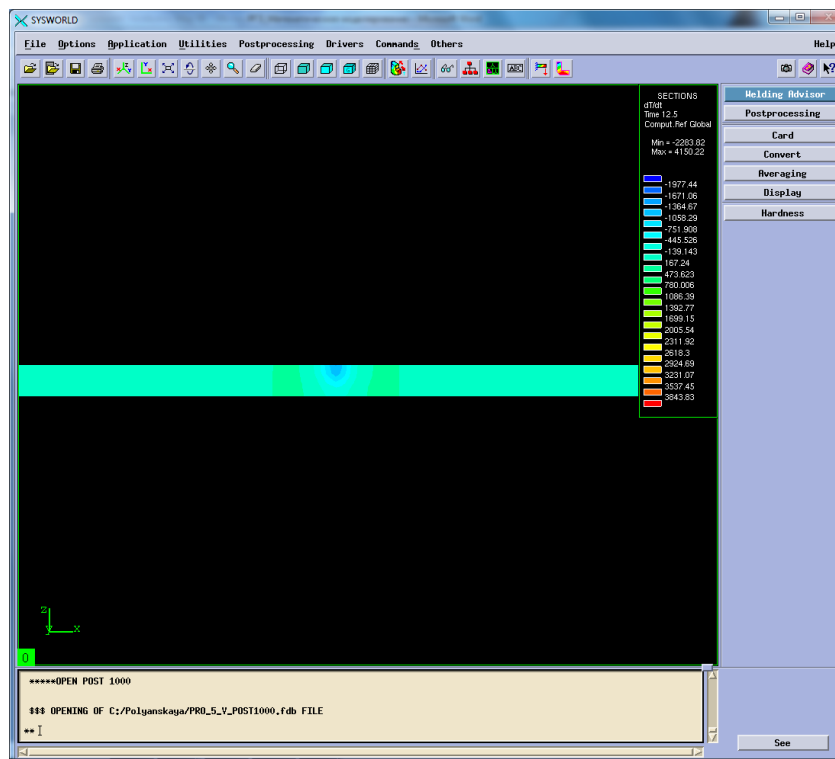 SYSWORLD
File Options Application Utilities Postprocessing Drivers Commands Others Help
ABC
SECTIONS
dT/dt
Time 12.5
Comput.Ref Global
Min = -2283.82
Max = 4150.22
-1977.44
-1671.06
-1364.67
-1058.29
-751.908
-445.526
-139.143
167.24
473.623
780.006
1086.39
1392.77
1699.15
2005.54
2311.92
2618.3
2924.69
3231.07
3537.45
3843.83
Welding Advisor
Postprocessing
Card
Convert
Averaging
Display
Hardness
Z
Y X
0
*****OPEN POST 1000
$$$ OPENING OF C:/Polyanskaya/PRO_5_V_POST1000.fdb FILE
**
See